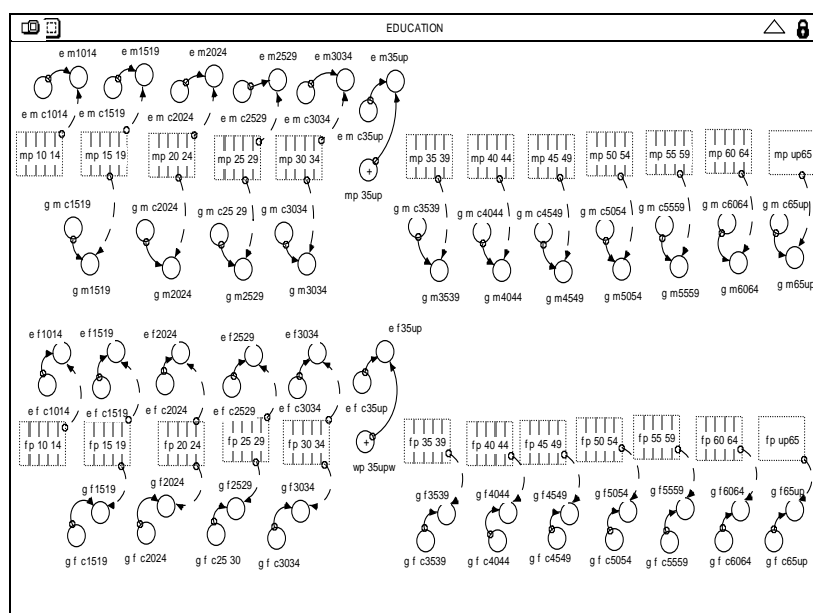 EDUCATION
e m1014 e m1519 e m2024 e m2529 e m3034 e m35up
e m c1014 e m c1519 e m c2024 e m c2529 e m c3034 e m c35up
mp 10 14 mp 15 19 mp 20 24 mp 25 29 mp 30 34 mp 35 39 mp 40 44 mp 45 49 mp 50 54 mp 55 59 mp 60 64 mp up65
+
mp 35up
g m c1519 g m c2024 g m c25 29 g m c3034 g m c3539 g m c4044 g m c4549 g m c5054 g m c5559 g m c6064 g m c65up
g m1519 g m2024 g m2529 g m3034 g m3539 g m4044 g m4549 g m5054 g m5559 g m6064 g m65up
e f1014 e f1519 e f2024 e f2529 e f3034 e f35up
e f c1014 e f c1519 e f c2024 e f c2529 e f c3034 e f c35up
fp 10 14 fp 15 19 fp 20 24 fp 25 29 fp 30 34 fp 35 39 fp 40 44 fp 45 49 fp 50 54 fp 55 59 fp 60 64 fp up65
+
wp 35upw
g f1519 g f2024 g f2529 g f3034 g f3539 g f4044 g f4549 g f5054 g f5559 g f6064 g f65up
g f c1519 g f c2024 g f c25 30 g f c3034 g f c3539 g f c4044 g f c4549 g f c5054 g f c5559 g f c6064 g f c65up